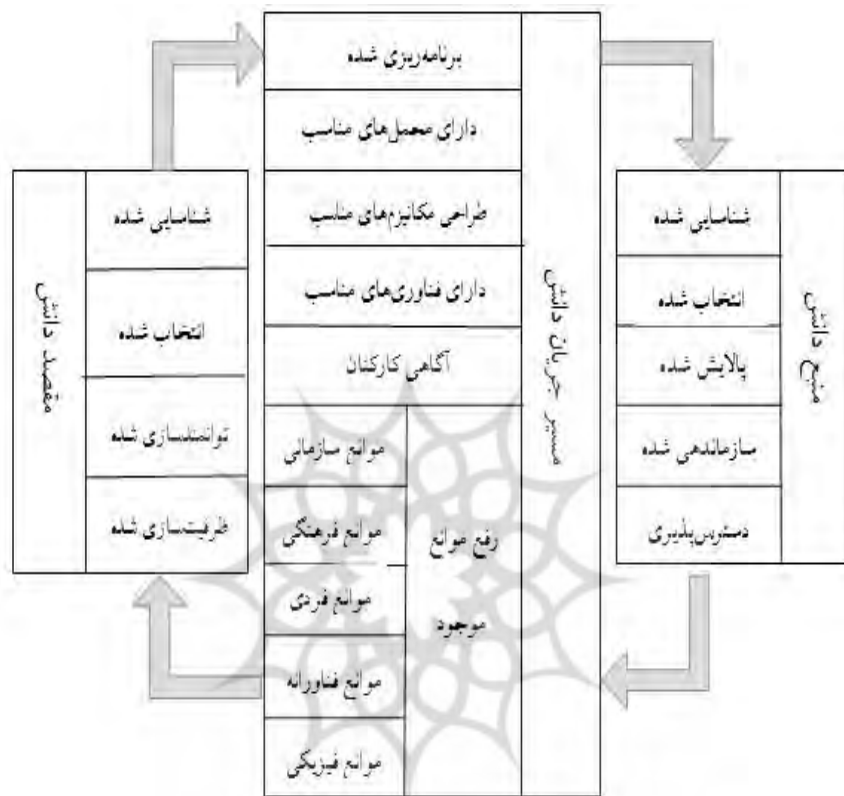 منبع دانش
شناسایی شده
انتخاب شده
پالایش شده
سازماندهی شده
دسترس‌پذیری
مسیر جریان دانش
برنامه‌ریزی شده
دارای محمل‌های مناسب
طراحی مکانیزم‌های مناسب
دارای فناوری‌های مناسب
آگاهی کارکنان
رفع موانع
موجود
موانع سازمانی
موانع فرهنگی
موانع فردی
موانع فناورانه
موانع فیزیکی
شناسایی شده
انتخاب شده
توانمندسازی شده
ظرفیت‌سازی شده
مقصد دانش